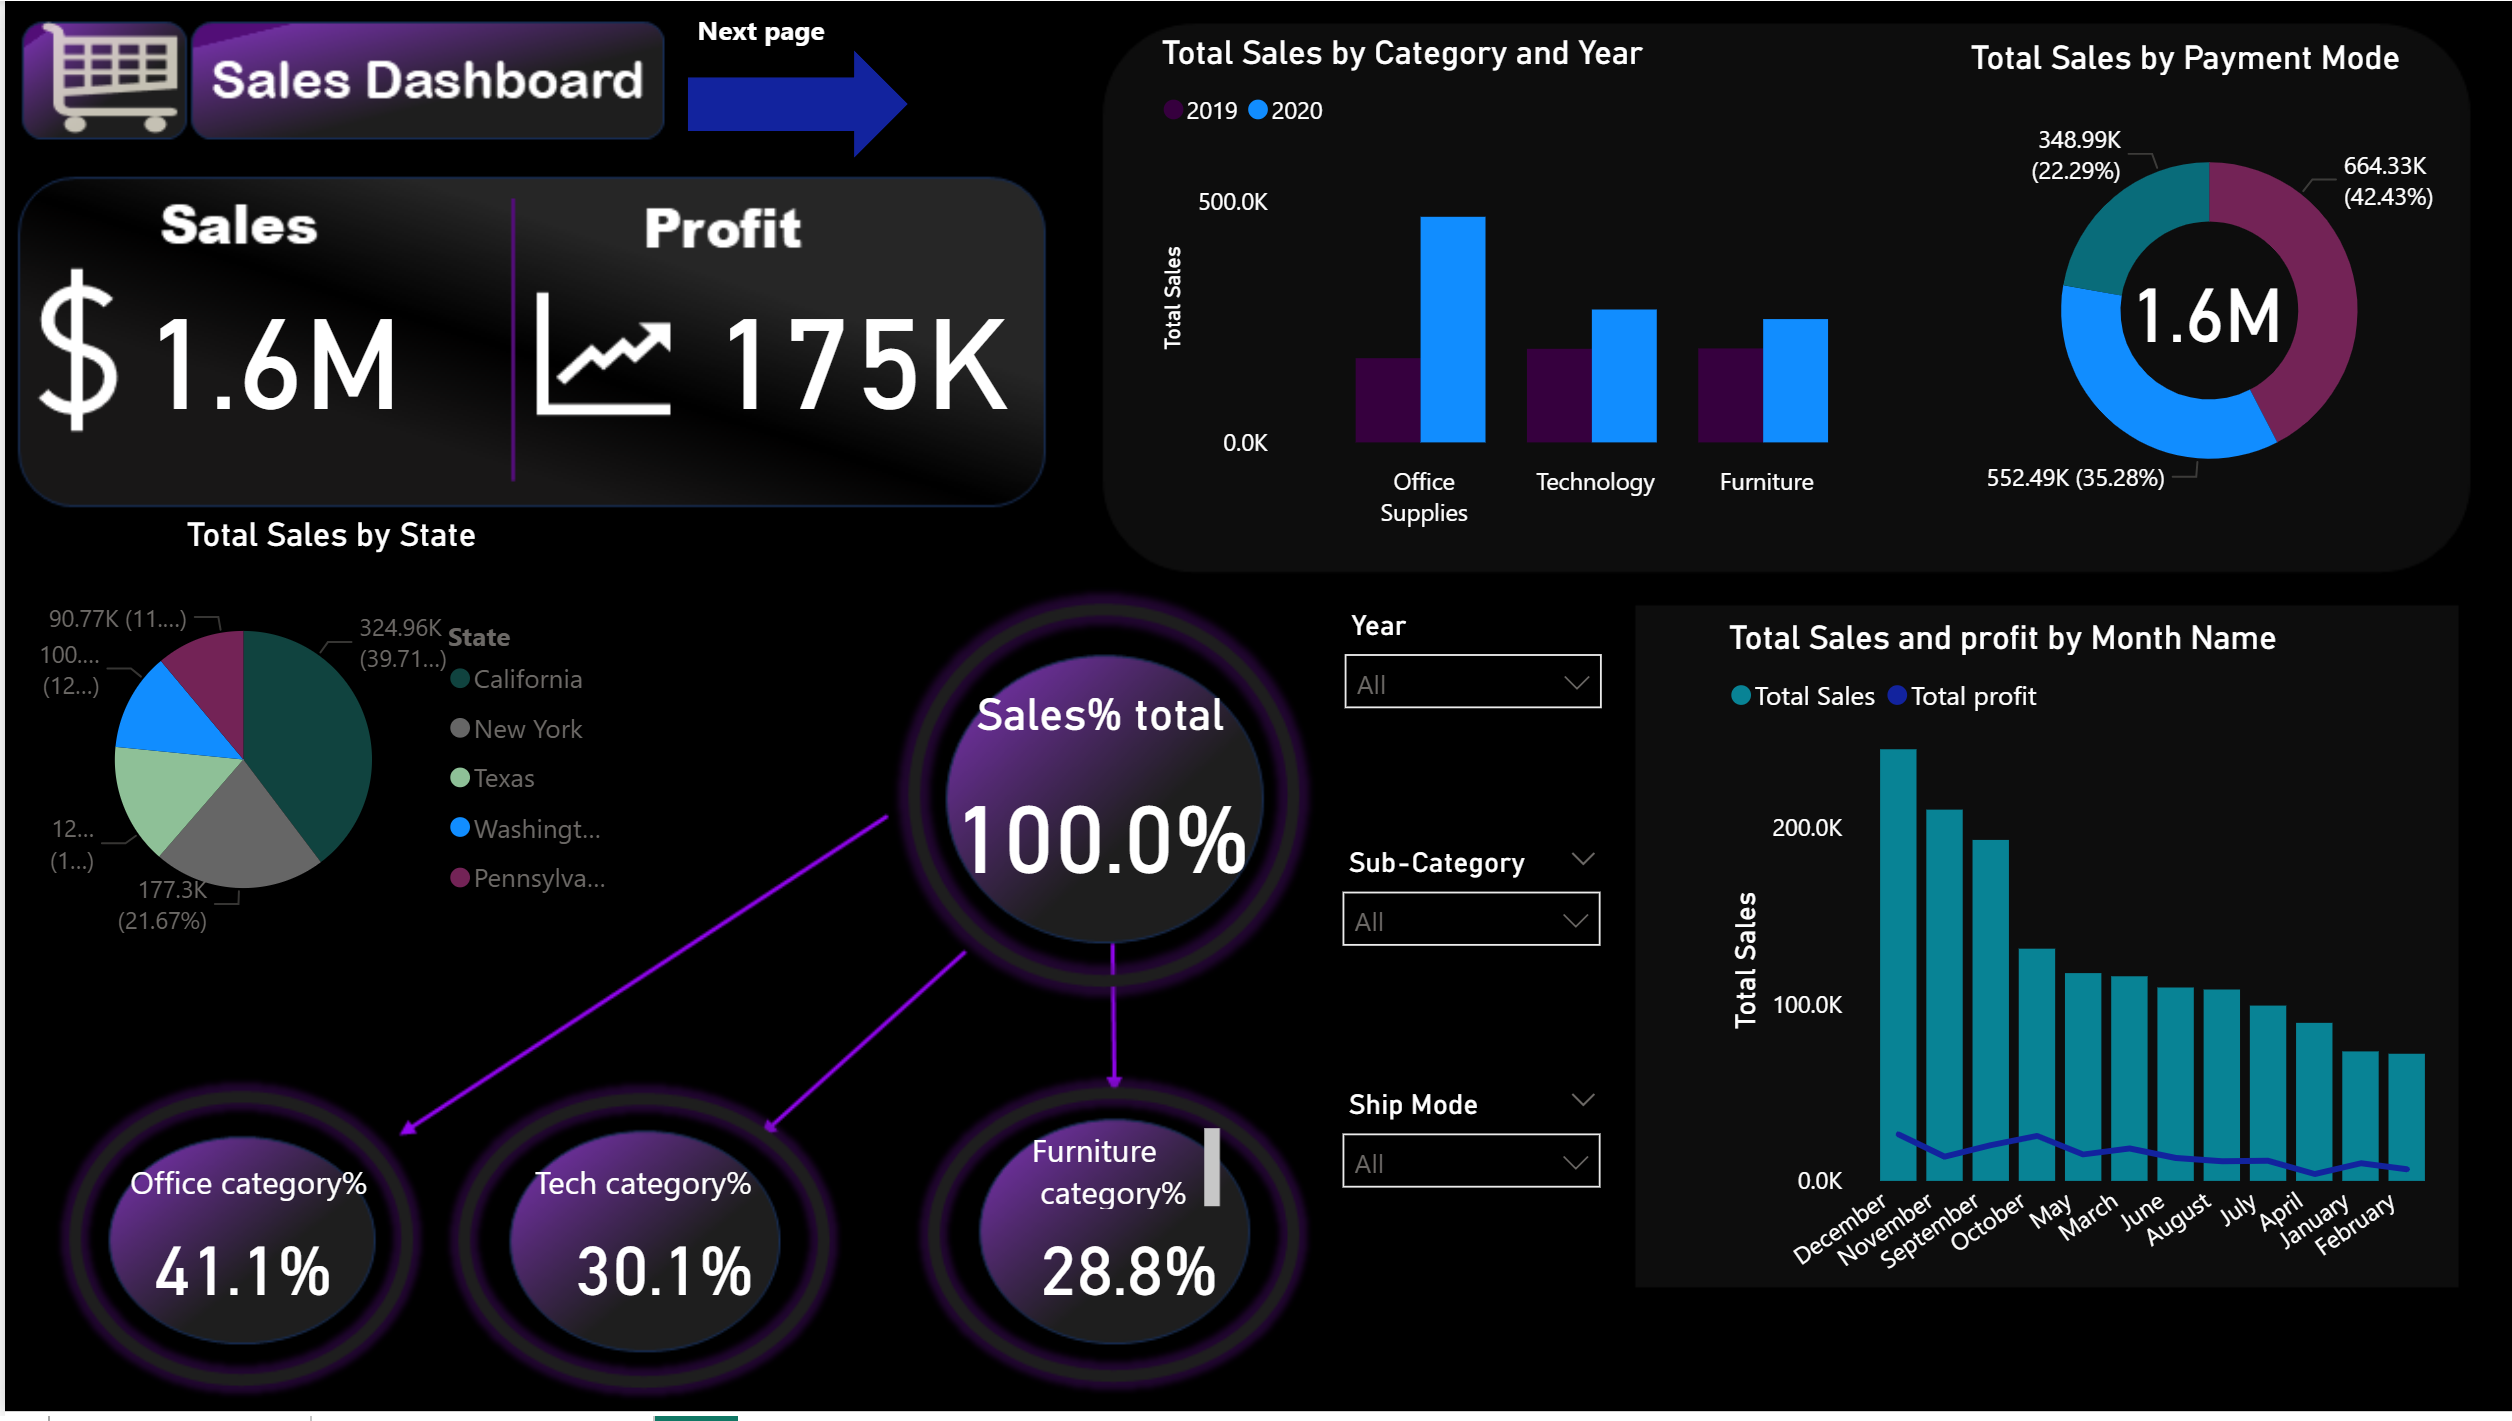 Sales Dashboard
Next page
Sales
Profit
$ 1.6M
175K
Total Sales by Category and Year
2019 2020
500.0K
0.0K
Total Sales
Office
Supplies
Technology
Furniture
Total Sales by Payment Mode
348.99K
(22.29%)
664.33K
(42.43%)
1.6M
552.49K (35.28%)
Total Sales by State
90.77K (11....)
100....
(12...)
12...
(1...)
177.3K
(21.67%)
324.96K
(39.71...)
State
California
New York
Texas
Washingt...
Pennsylva...
Sales% total
100.0%
Office category%
41.1%
Tech category%
30.1%
Furniture
category%
28.8%
Year
All
Sub-Category
All
Ship Mode
All
Total Sales and profit by Month Name
Total Sales Total profit
200.0K
100.0K
0.0K
Total Sales
December
November
September
October
May
March
June
August
July
April
January
February